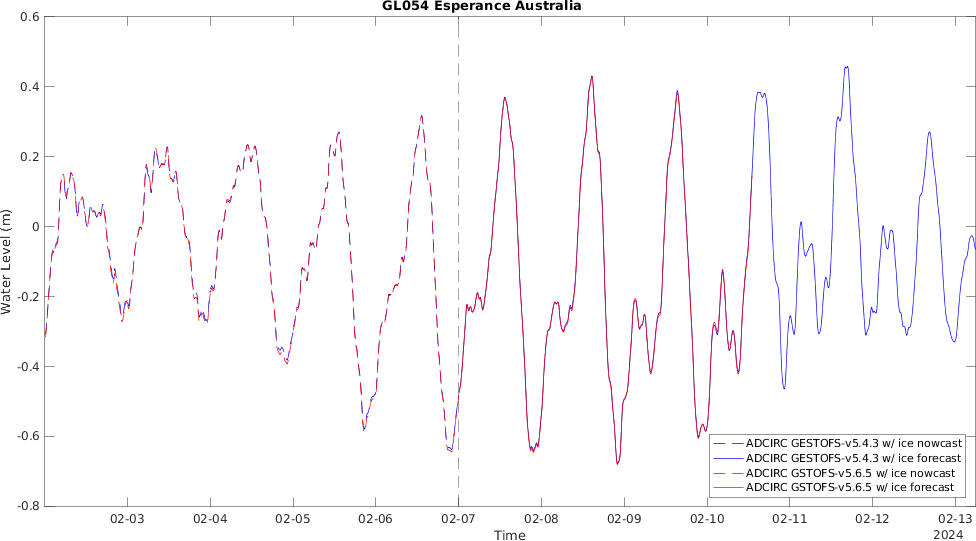 GL054 Esperance Australia
Water Level (m)
0.6
0.4
0.2
0
-0.2
-0.4
-0.6
-0.8
ADCIRC GESTOFS-v5.4.3 w/ ice nowcast
ADCIRC GESTOFS-v5.4.3 w/ ice forecast
ADCIRC GSTOFS-v5.6.5 w/ ice nowcast
ADCIRC GSTOFS-v5.6.5 w/ ice forecast
02-03 02-04 02-05 02-06 02-07 02-08 02-09 02-10 02-11 02-12 02-13
Time
2024